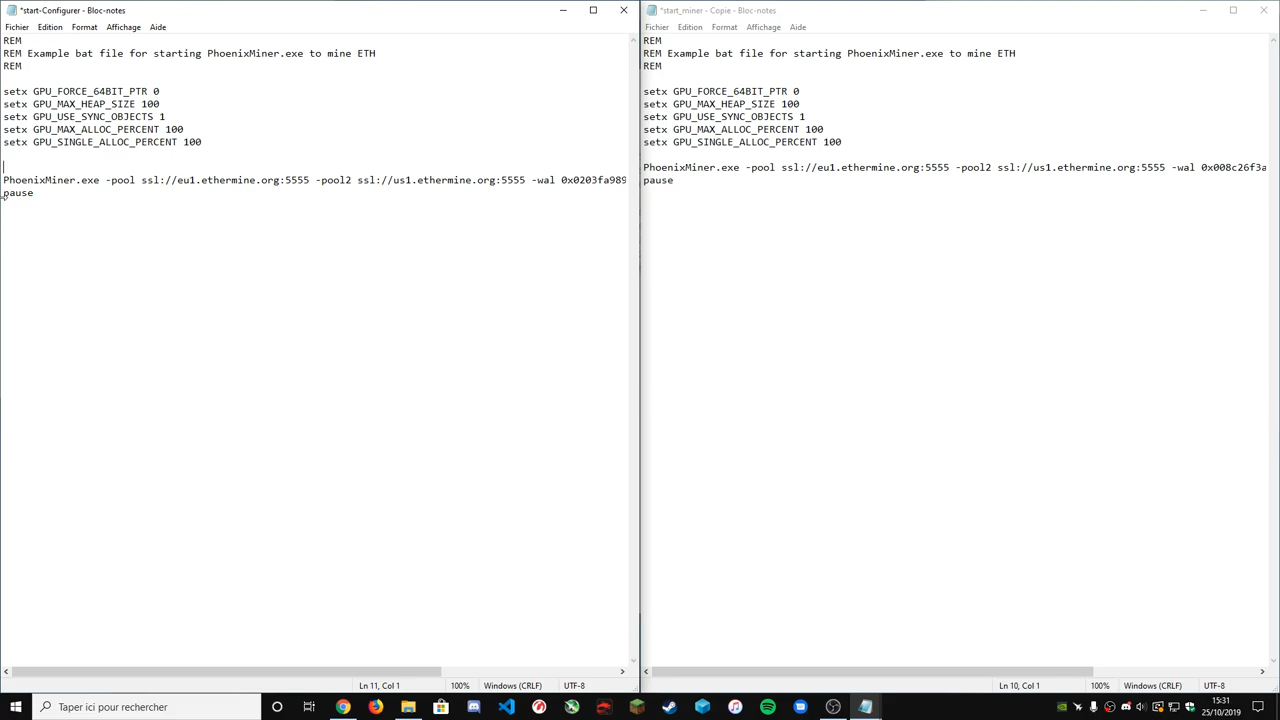 *start-Configurer - Bloc-notes
Fichier Edition Format Affichage Aide
REM
REM Example bat file for starting PhoenixMiner.exe to mine ETH
REM
setx GPU_FORCE_64BIT_PTR 0
setx GPU_MAX_HEAP_SIZE 100
setx GPU_USE_SYNC_OBJECTS 1
setx GPU_MAX_ALLOC_PERCENT 100
setx GPU_SINGLE_ALLOC_PERCENT 100
PhoenixMiner.exe -pool ssl://eu1.ethermine.org:5555 -pool2 ssl://us1.ethermine.org:5555 -wal 0x0203fa989
pause
Ln 11, Col 1 100% Windows (CRLF) UTF-8
*start_miner - Copie - Bloc-notes
Fichier Edition Format Affichage Aide
REM
REM Example bat file for starting PhoenixMiner.exe to mine ETH
REM
setx GPU_FORCE_64BIT_PTR 0
setx GPU_MAX_HEAP_SIZE 100
setx GPU_USE_SYNC_OBJECTS 1
setx GPU_MAX_ALLOC_PERCENT 100
setx GPU_SINGLE_ALLOC_PERCENT 100
PhoenixMiner.exe -pool ssl://eu1.ethermine.org:5555 -pool2 ssl://us1.ethermine.org:5555 -wal 0x008c26f3a
pause
Ln 10, Col 1 100% Windows (CRLF) UTF-8
Taper ici pour rechercher
15:31
25/10/2019